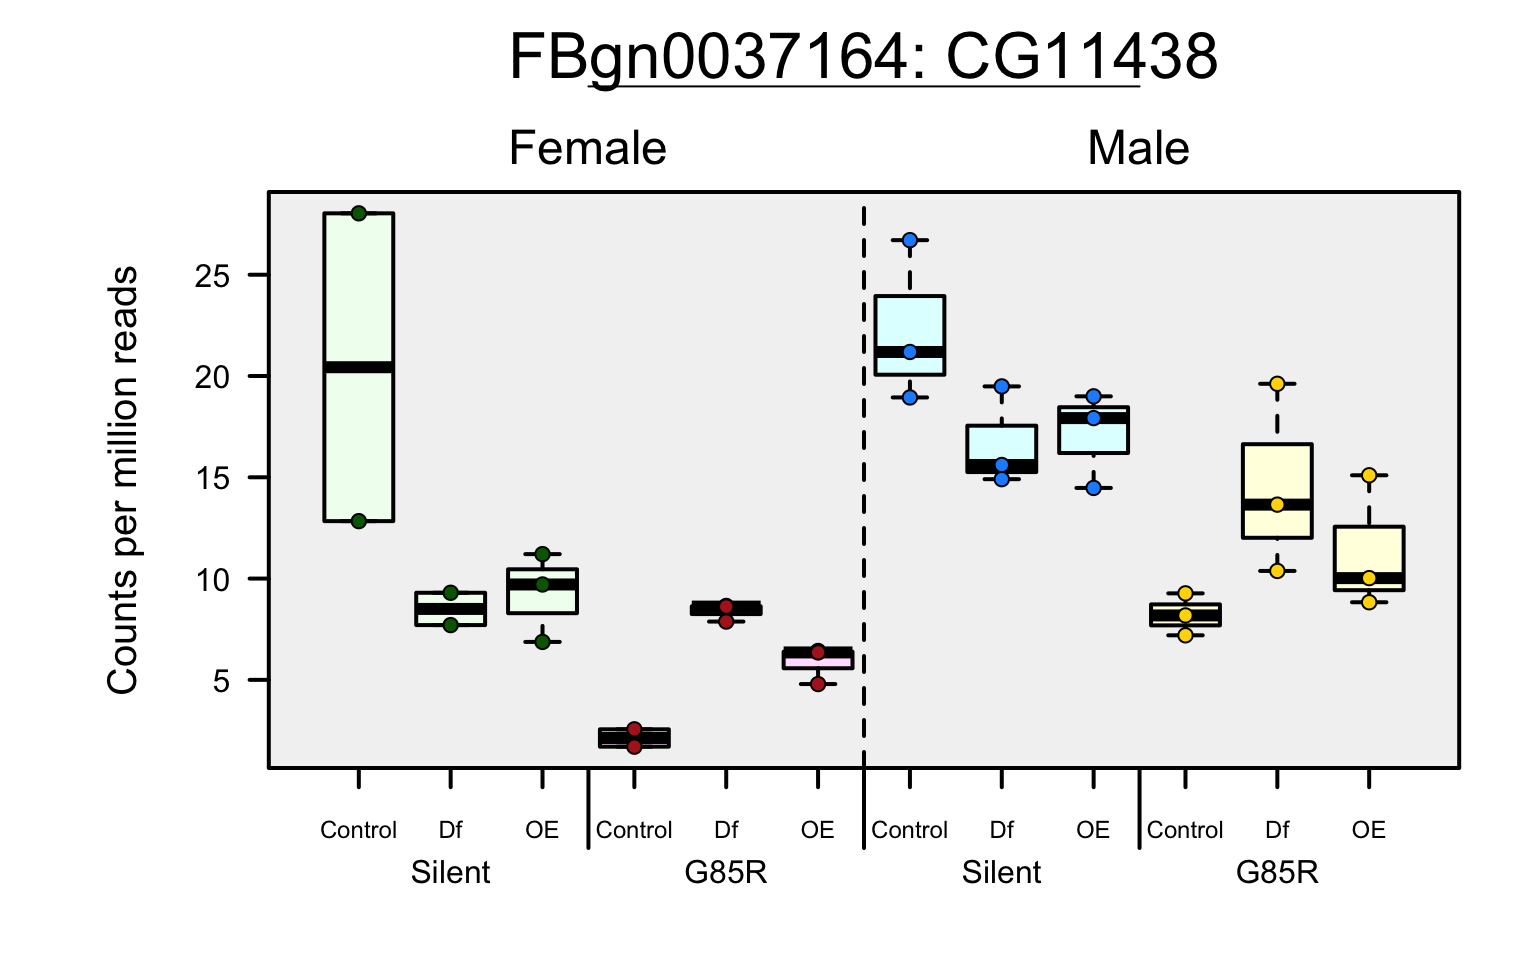 FBgn0037164: CG11438
Female Male
Counts per million reads
25
20
15
10
5
Control Df OE Control Df OE Control Df OE Control Df OE
Silent G85R Silent G85R